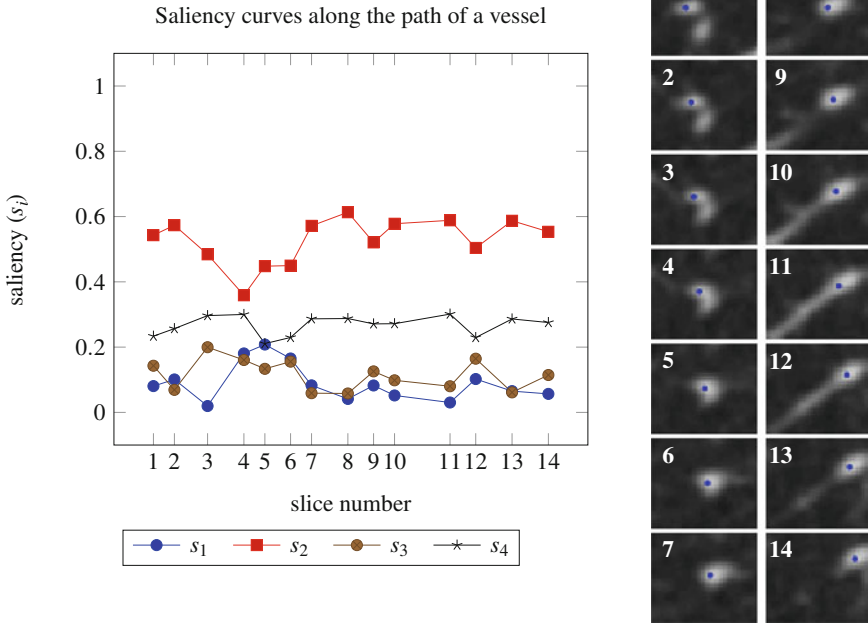 Saliency curves along the path of a vessel
saliency (s_i)
1
0.8
0.6
0.4
0.2
0
1 2 3 4 5 6 7 8 9 10 11 12 13 14
slice number
s_1 s_2 s_3 s_4
2 9
3 10
4 11
5 12
6 13
7 14